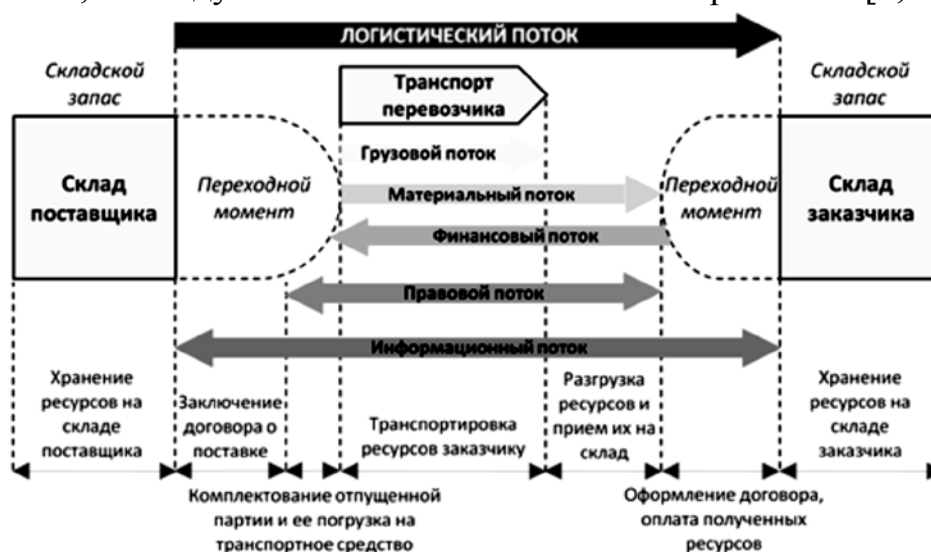 ЛОГИСТИЧЕСКИЙ ПОТОК
Складской
запас
Складской
запас
Транспорт
перевозчика
Грузовой поток
Склад
поставщика
Переходной
момент
Материальный поток
Переходной
момент
Склад
заказчика
Финансовый поток
Правовой поток
Информационный поток
Хранение
ресурсов на
складе
поставщика
Заключение
договора о
поставке
Транспортировка
ресурсов заказчику
Разгрузка
ресурсов и
прием их на
склад
Хранение
ресурсов на
складе
заказчика
Комплектование отпущенной
партии и ее погрузка на
транспортное средство
Оформление договора,
оплата полученных
ресурсов